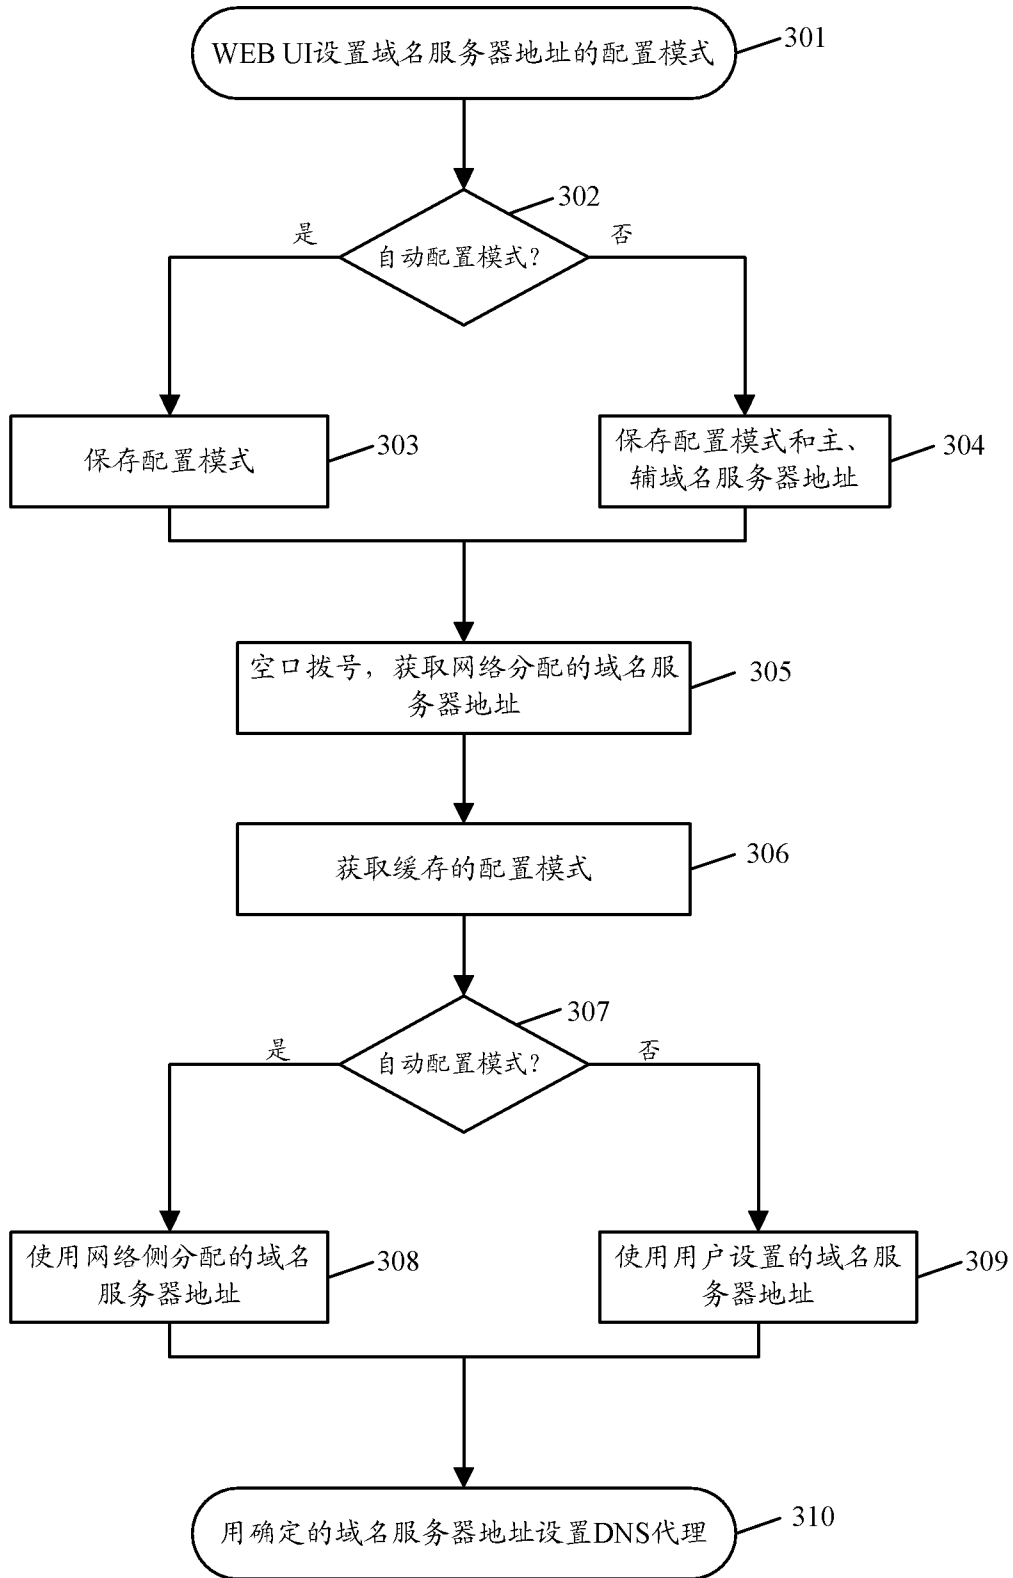 WEB UI设置域名服务器地址的配置模式
301
302
是
否
自动配置模式?
保存配置模式
303
保存配置模式和主、
辅域名服务器地址
304
空口拨号，获取网络分配的域名服
务器地址
305
获取缓存的配置模式
306
307
是
否
自动配置模式?
使用网络侧分配的域名
服务器地址
308
使用用户设置的域名服
务器地址
309
用确定的域名服务器地址设置DNS代理
310